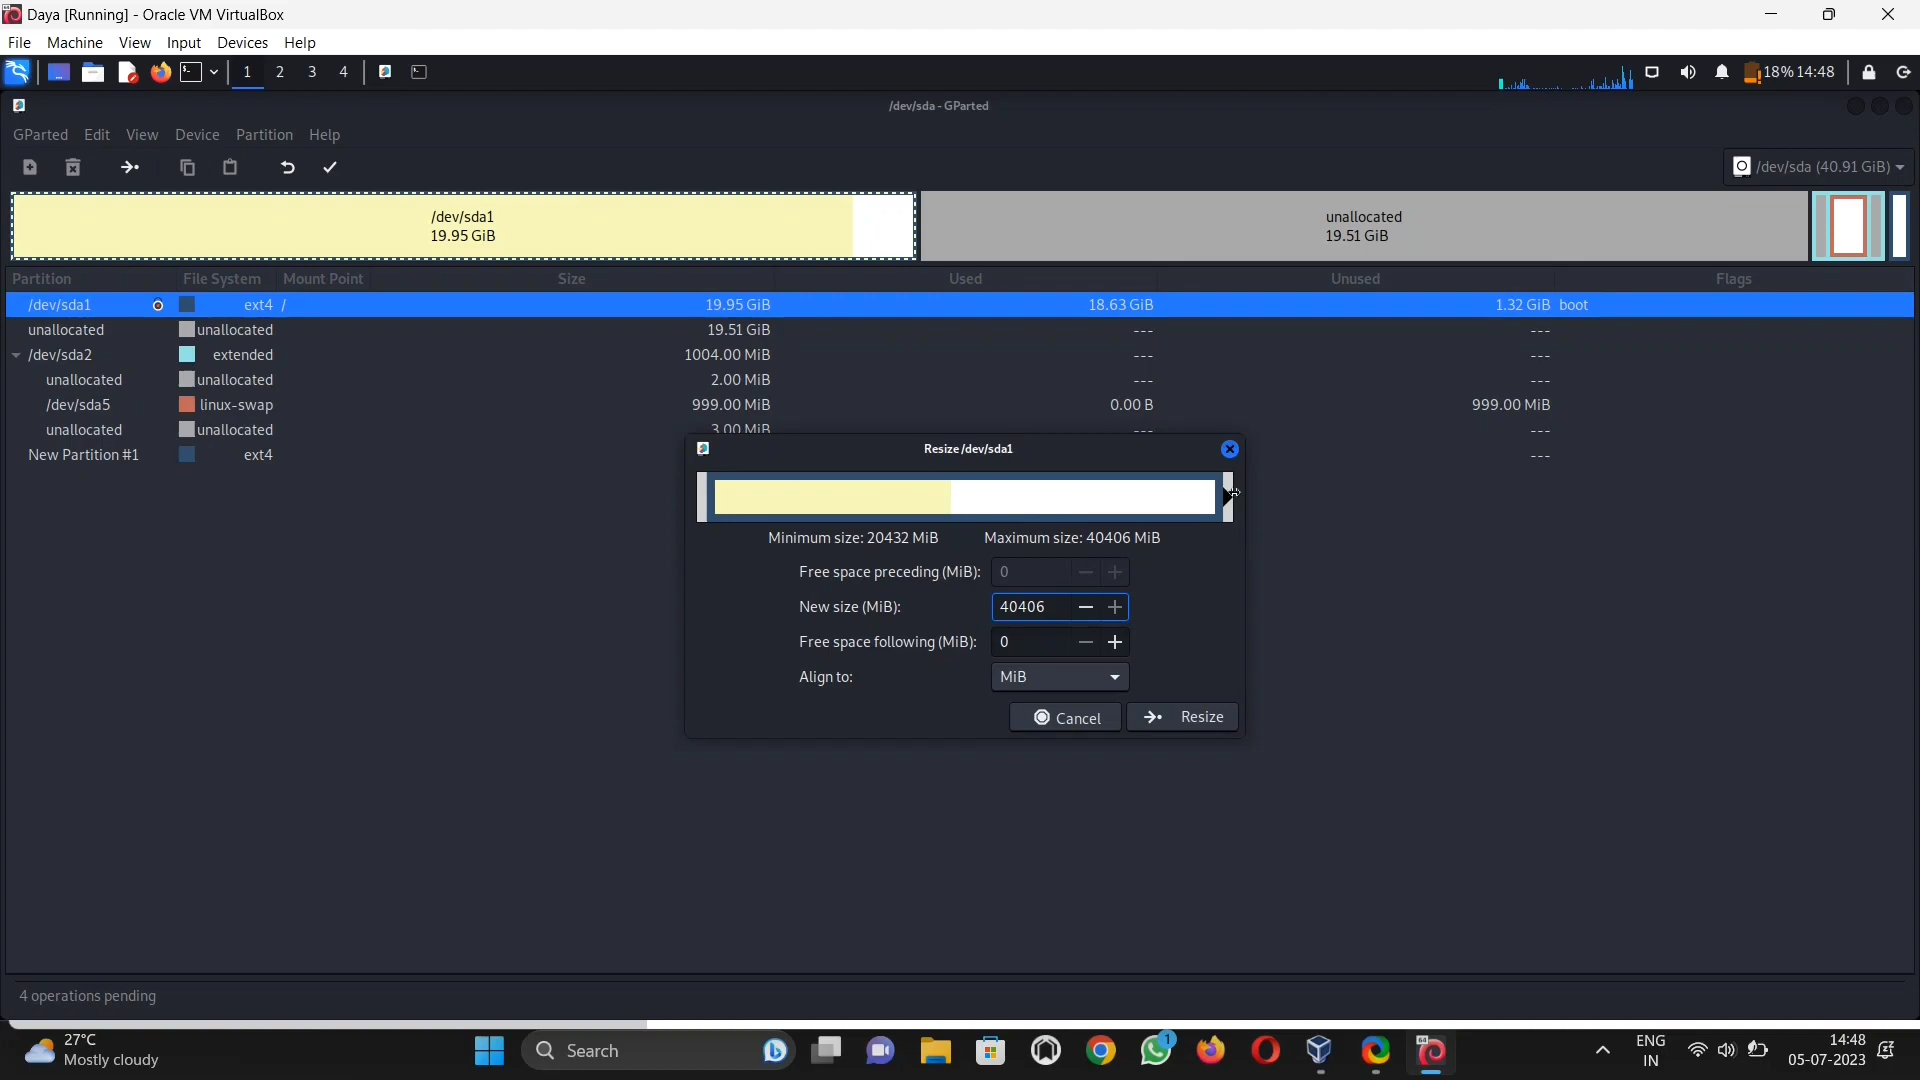 Daya [Running] - Oracle VM VirtualBox
File Machine View Input Devices Help
1 2 3 4 18% 14:48
/dev/sda - GParted
GParted Edit View Device Partition Help
/dev/sda (40.91 GiB)
/dev/sda1
19.95 GiB
unallocated
19.51 GiB
Partition File System Mount Point Size Used Unused Flags
/dev/sda1 ext4 / 19.95 GiB 18.63 GiB 1.32 GiB boot
unallocated unallocated 19.51 GiB --- ---
/dev/sda2 extended 1004.00 MiB --- ---
unallocated unallocated 2.00 MiB --- ---
/dev/sda5 linux-swap 999.00 MiB 0.00 B 999.00 MiB
unallocated unallocated 3.00 MiB --- ---
New Partition #1 ext4 ---
Resize /dev/sda1
Minimum size: 20432 MiB Maximum size: 40406 MiB
Free space preceding (MiB): 0
New size (MiB): 40406
Free space following (MiB): 0
Align to: MiB
Cancel Resize
4 operations pending
27°C
Mostly cloudy
Search
1
64
ENG
IN
14:48
05-07-2023